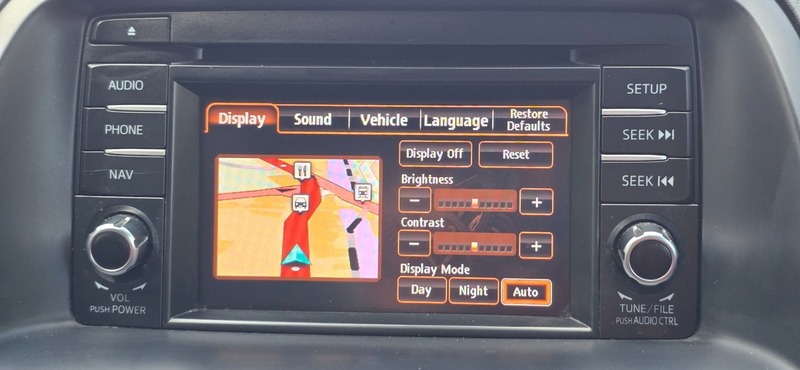 AUDIO
PHONE
NAV
VOL
PUSH POWER
Display Sound Vehicle Language Restore Defaults
Display Off Reset
Brightness
− +
Contrast
− +
Display Mode
Day Night Auto
SETUP
SEEK
SEEK
TUNE/FILE
PUSH AUDIO CTRL